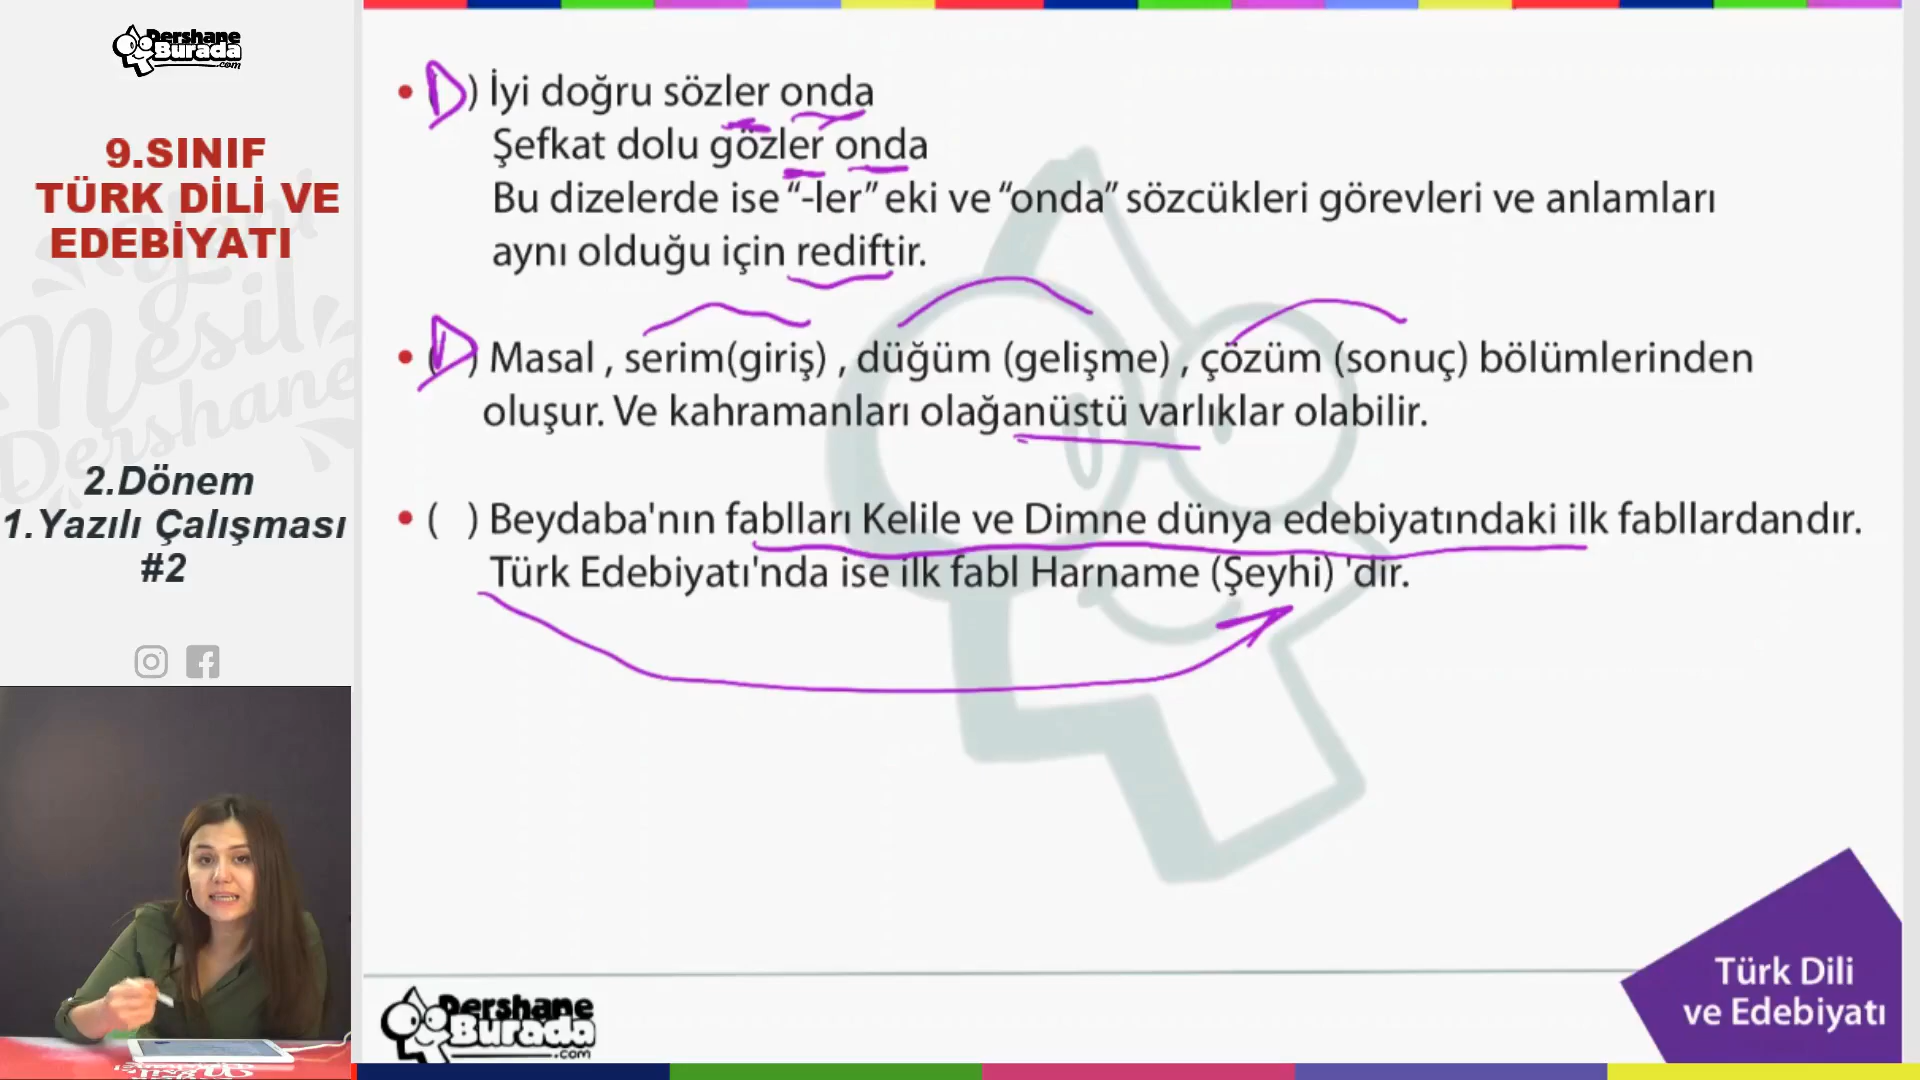 Dershane
Burada
.com
9.SINIF
TÜRK DİLİ VE
EDEBİYATI
Nesil
Dershane
2.Dönem
1.Yazılı Çalışması
#2
• (D) İyi doğru sözler onda
Şefkat dolu gözler onda
Bu dizelerde ise “-ler” eki ve “onda” sözcükleri görevleri ve anlamları
aynı olduğu için rediftir.
• (D) Masal , serim(giriş) , düğüm (gelişme) , çözüm (sonuç) bölümlerinden
oluşur. Ve kahramanları olağanüstü varlıklar olabilir.
• ( ) Beydaba'nın fablları Kelile ve Dimne dünya edebiyatındaki ilk fabllardandır.
Türk Edebiyatı'nda ise ilk fabl Harname (Şeyhi) 'dir.
Dershane
Burada
.com
Türk Dili
ve Edebiyatı